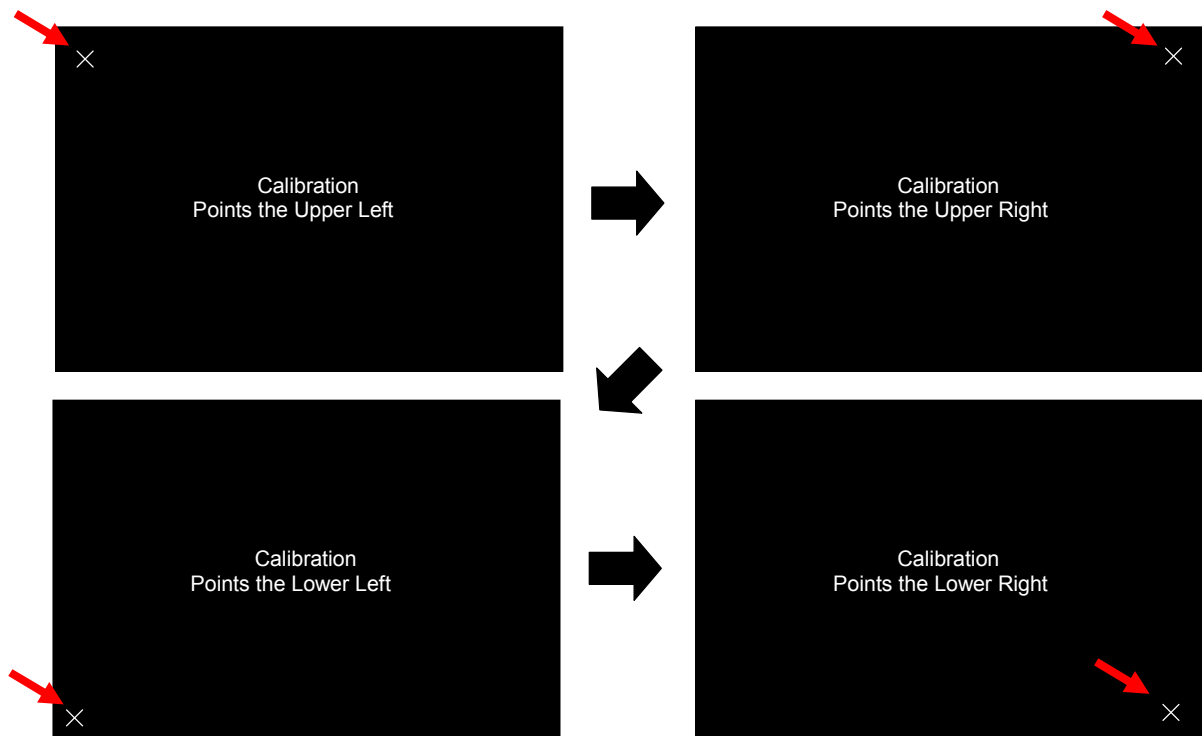 Calibration
Points the Upper Left
Calibration
Points the Upper Right
Calibration
Points the Lower Left
Calibration
Points the Lower Right